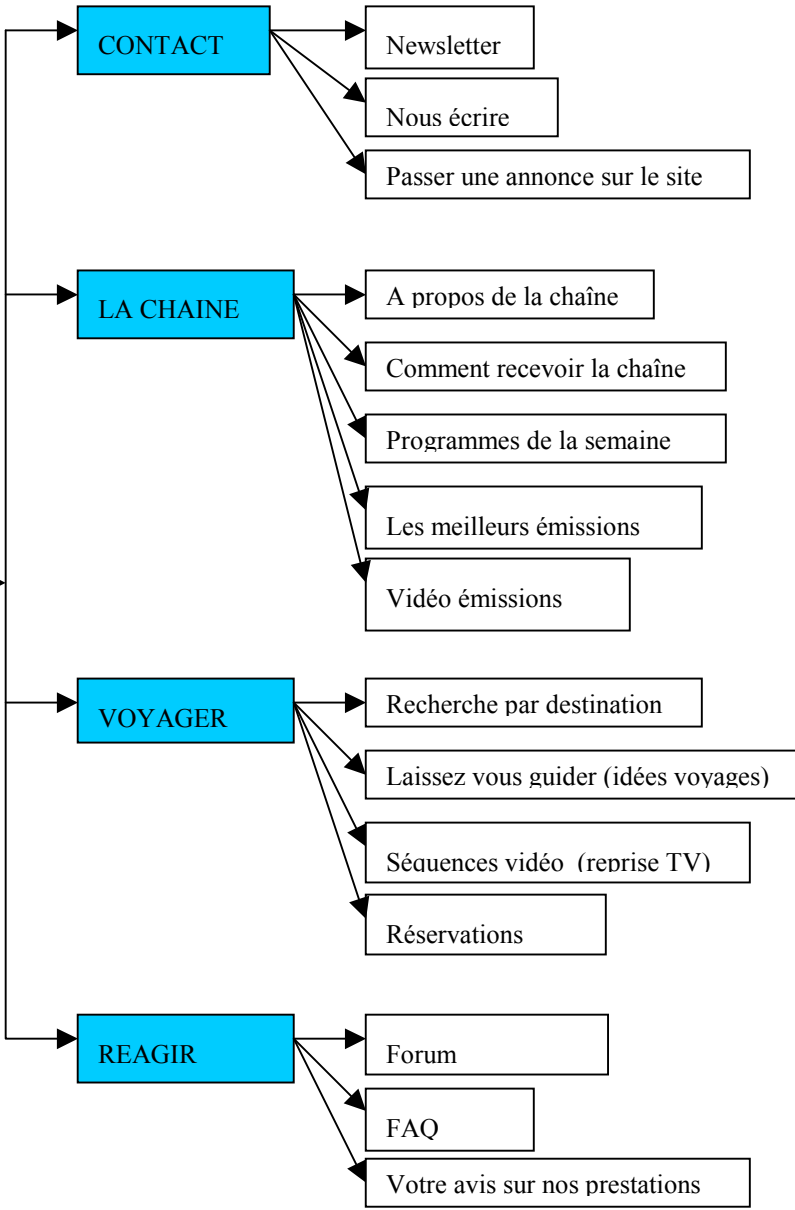 CONTACT
Newsletter
Nous écrire
Passer une annonce sur le site
LA CHAINE
A propos de la chaîne
Comment recevoir la chaîne
Programmes de la semaine
Les meilleurs émissions
Vidéo émissions
VOYAGER
Recherche par destination
Laissez vous guider (idées voyages)
Séquences vidéo  (reprise TV)
Réservations
REAGIR
Forum
FAQ
Votre avis sur nos prestations